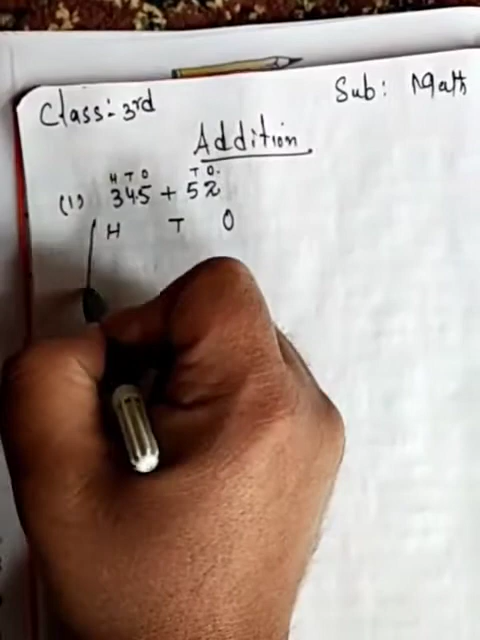 Class:- 3rd
Sub: Math
Addition
H T O T O.
(1) 345 + 52
H T O